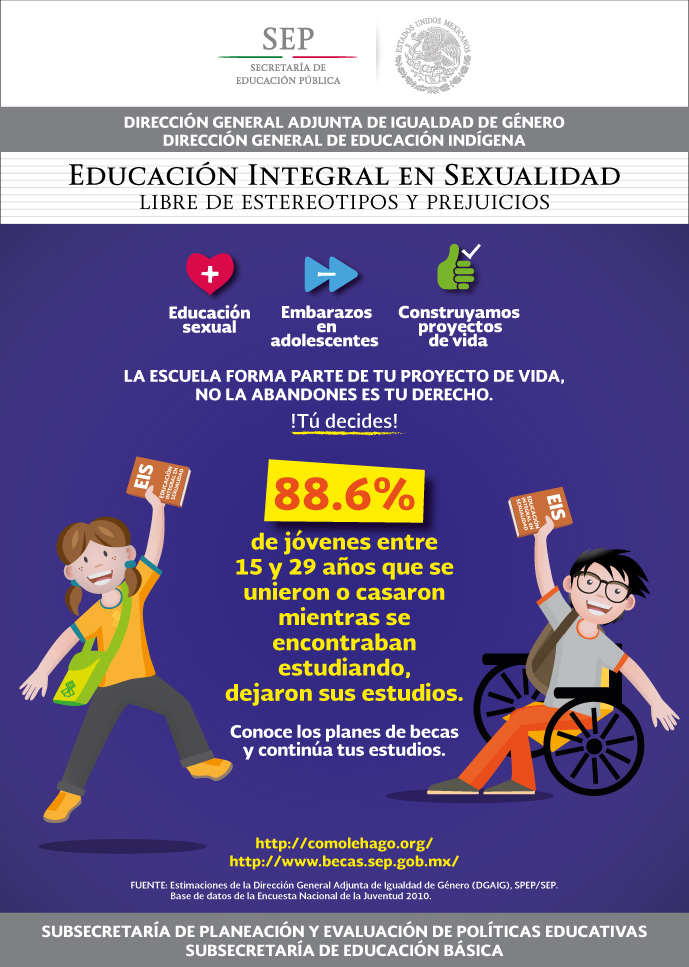 SEP
SECRETARÍA DE
EDUCACIÓN PÚBLICA
ESTADOS UNIDOS MEXICANOS
DIRECCIÓN GENERAL ADJUNTA DE IGUALDAD DE GÉNERO
DIRECCIÓN GENERAL DE EDUCACIÓN INDÍGENA
EDUCACIÓN INTEGRAL EN SEXUALIDAD
LIBRE DE ESTEREOTIPOS Y PREJUICIOS
Educación
sexual
Embarazos
en
adolescentes
Construyamos
proyectos
de vida
LA ESCUELA FORMA PARTE DE TU PROYECTO DE VIDA,
NO LA ABANDONES ES TU DERECHO.
!Tú decides!
EIS
EDUCACIÓN
INTEGRAL EN
SEXUALIDAD
88.6%
de jóvenes entre
15 y 29 años que se
unieron o casaron
mientras se
encontraban
estudiando,
dejaron sus estudios.
EIS
EDUCACIÓN
INTEGRAL EN
SEXUALIDAD
Conoce los planes de becas
y continúa tus estudios.
http://comolehago.org/
http://www.becas.sep.gob.mx/
FUENTE: Estimaciones de la Dirección General Adjunta de Igualdad de Género (DGAIG), SPEP/SEP.
Base de datos de la Encuesta Nacional de la Juventud 2010.
SUBSECRETARÍA DE PLANEACIÓN Y EVALUACIÓN DE POLÍTICAS EDUCATIVAS
SUBSECRETARÍA DE EDUCACIÓN BÁSICA